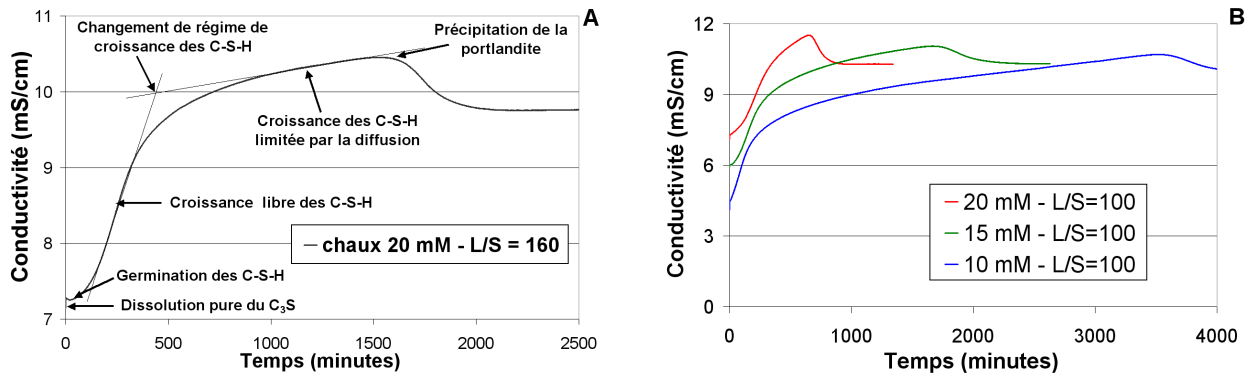 A
11
10
9
8
7
Conductivité (mS/cm)
Changement de régime de
croissance des C-S-H
Précipitation de la
portlandite
Croissance des C-S-H
limitée par la diffusion
Croissance libre des C-S-H
chaux 20 mM - L/S = 160
Germination des C-S-H
Dissolution pure du C₃S
0 500 1000 1500 2000 2500
Temps (minutes)
B
12
9
6
3
0
Conductivité (mS/cm)
20 mM - L/S=100
15 mM - L/S=100
10 mM - L/S=100
0 1000 2000 3000 4000
Temps (minutes)